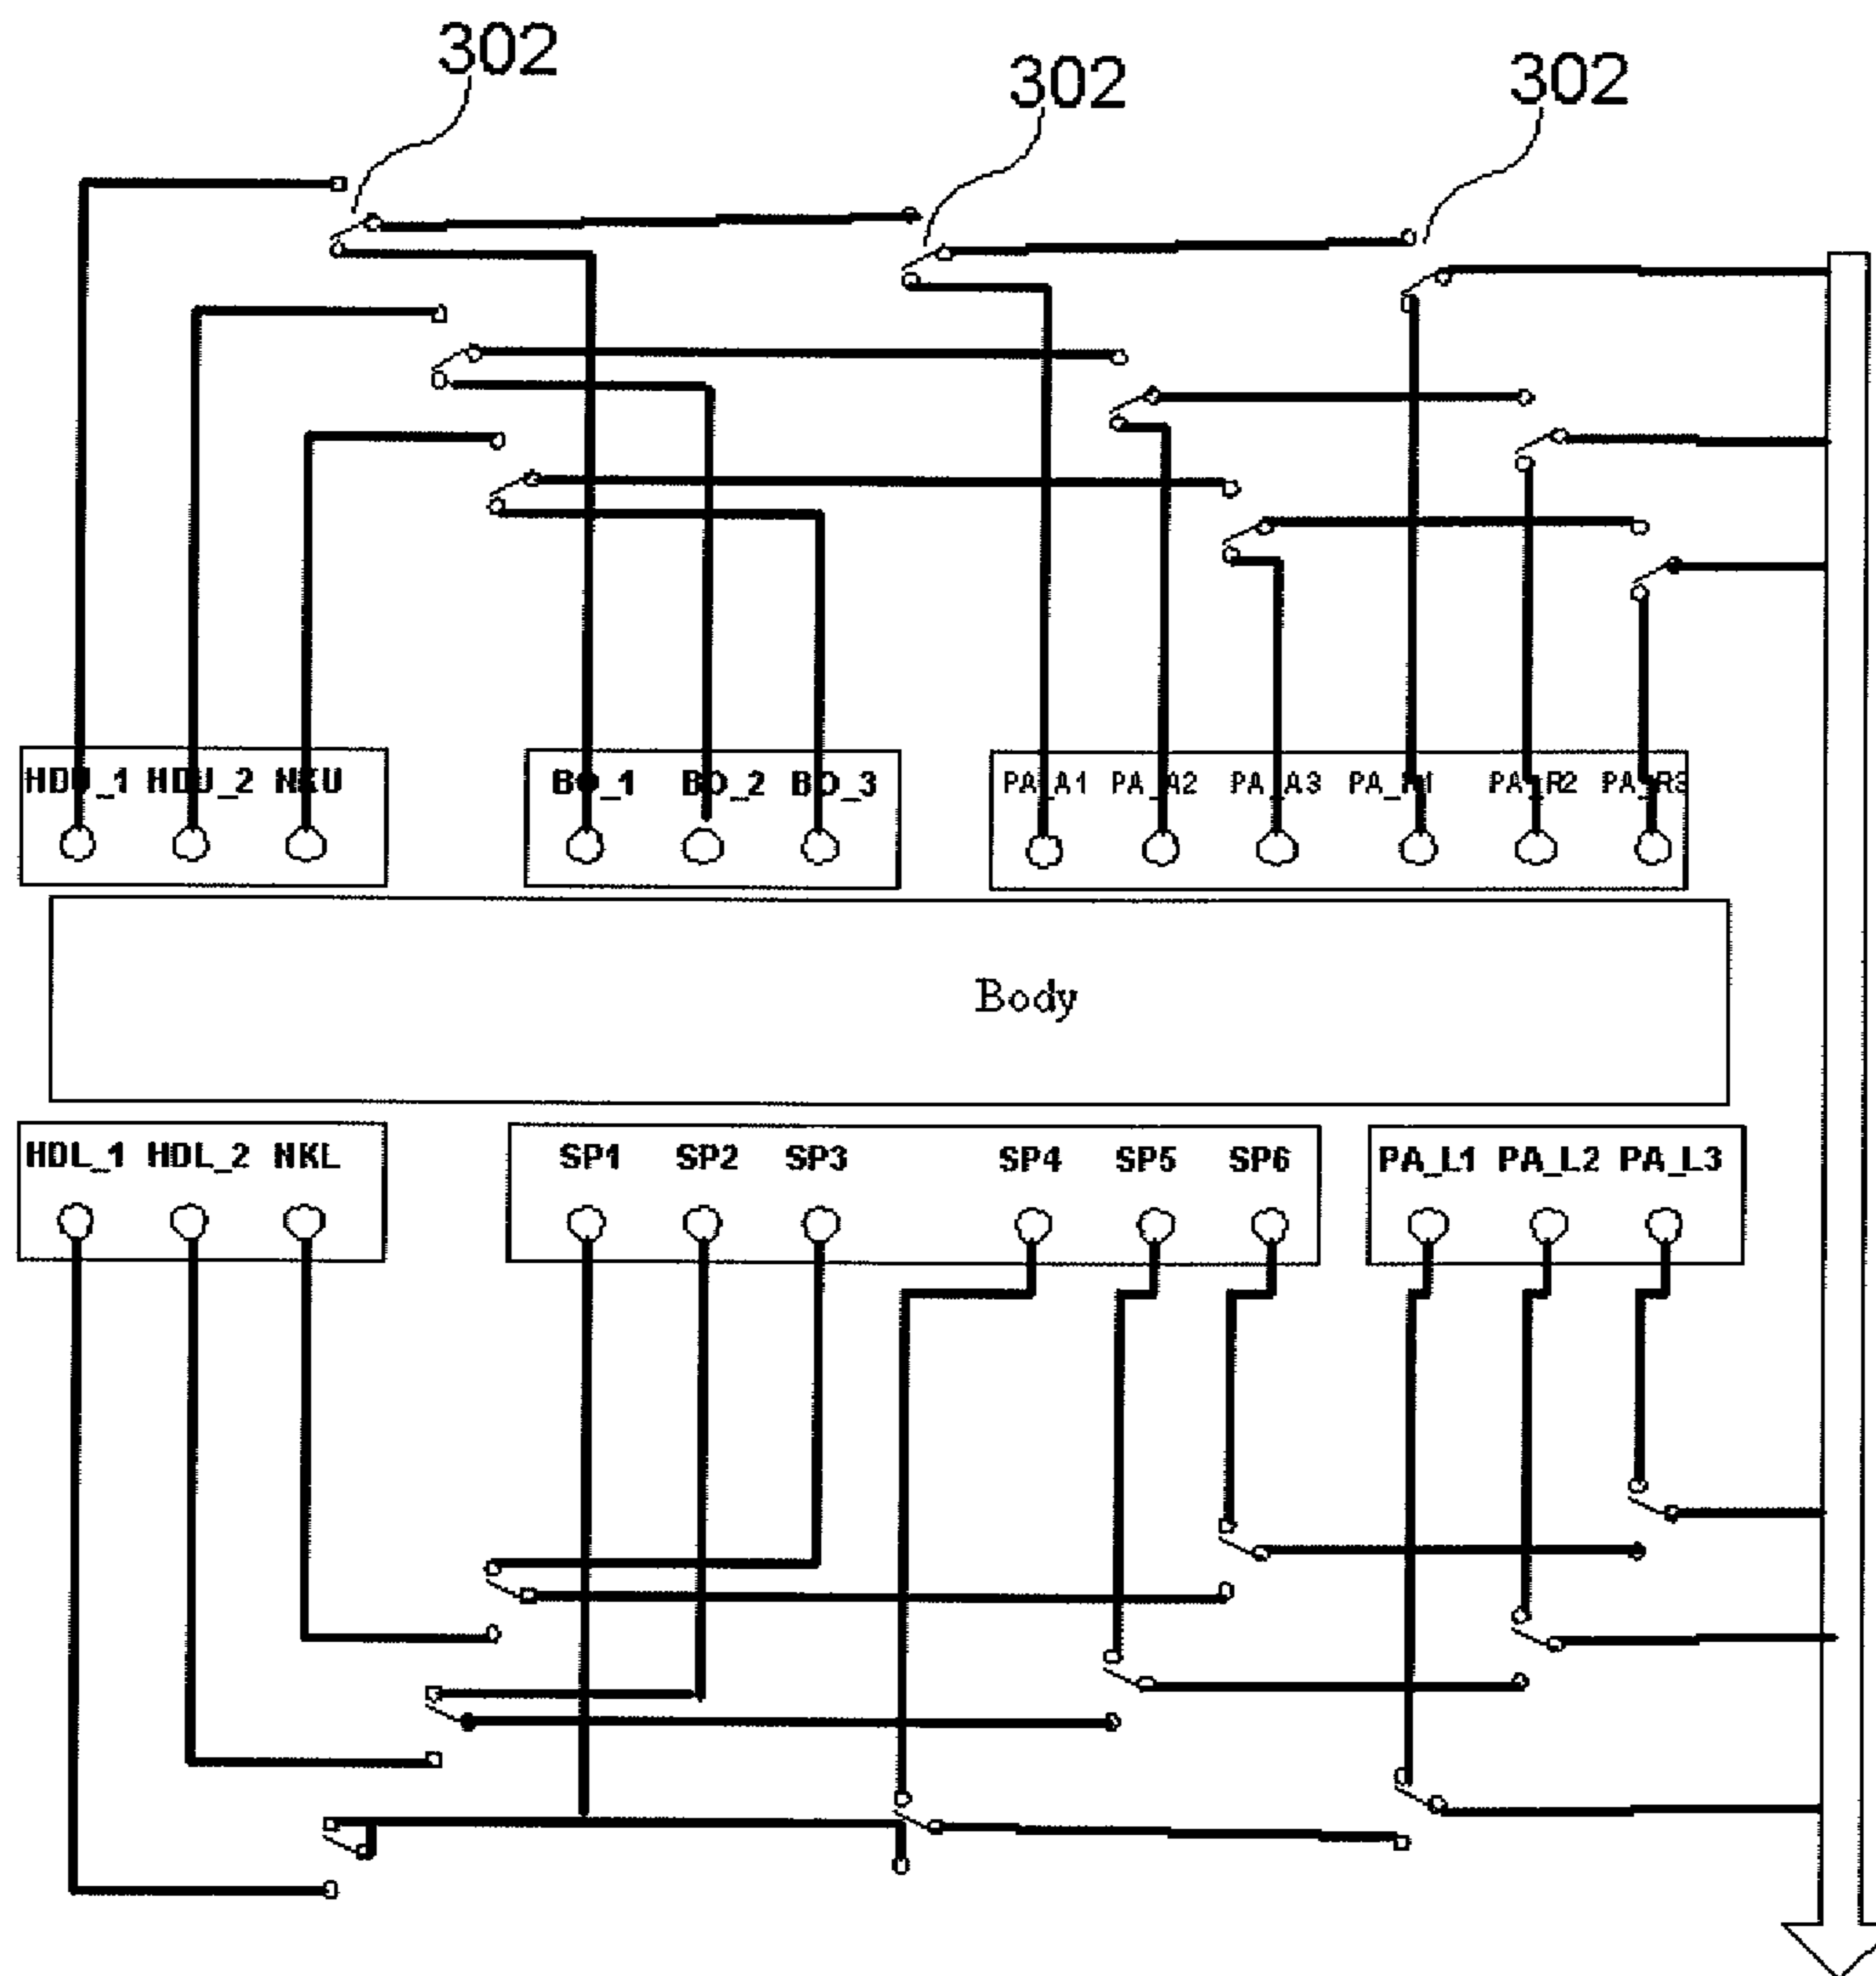 302 302 302
HDU_1 HDU_2 NKU
BO_1 BO_2 BO_3
PA_A1 PA_A2 PA_A3 PA_R1 PA_R2 PA_R3
Body
HDL_1 HDL_2 NKL
SP1 SP2 SP3 SP4 SP5 SP6
PA_L1 PA_L2 PA_L3